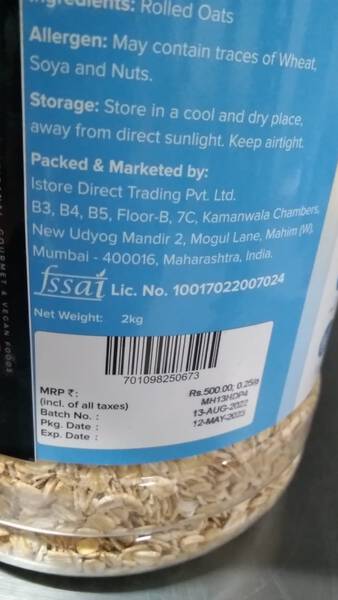 Ingredients: Rolled Oats
Allergen: May contain traces of Wheat,
Soya and Nuts.
Storage: Store in a cool and dry place,
away from direct sunlight. Keep airtight.
Packed & Marketed by:
Istore Direct Trading Pvt. Ltd.
B3, B4, B5, Floor-B, 7C, Kamanwala Chambers,
New Udyog Mandir 2, Mogul Lane, Mahim (W),
Mumbai - 400016, Maharashtra, India.
fssai Lic. No. 10017022007024
Net Weight: 2kg
701098250673
MRP ₹: Rs.500.00; 0.25/g
(incl. of all taxes)
Batch No. : MH13HDP4
Pkg. Date : 13-AUG-2022
Exp. Date : 12-MAY-2023
GOURMET & VEGAN FOODS